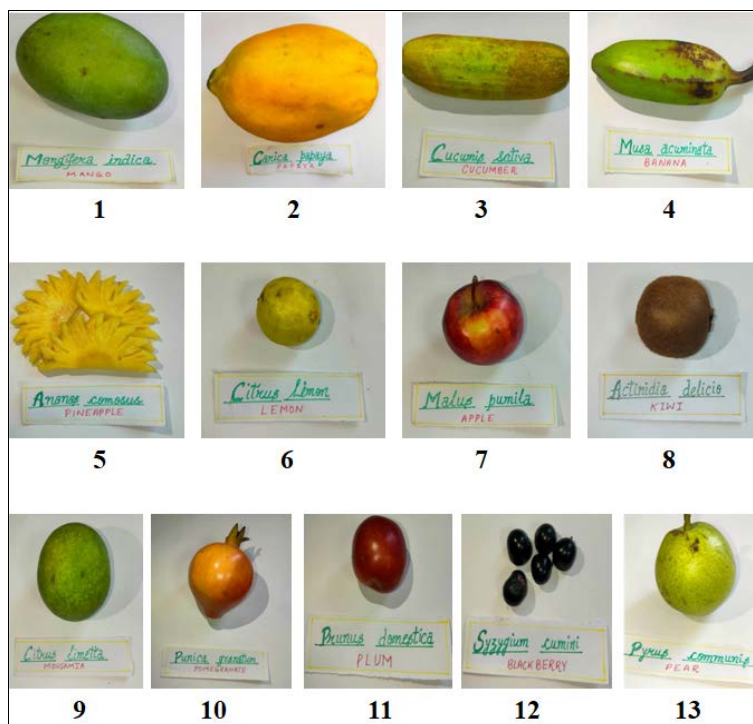 Mangifera indica
MANGO
1
Carica papaya
PAPAYA
2
Cucumis sativa
CUCUMBER
3
Musa acuminata
BANANA
4
Ananas comosus
PINEAPPLE
5
Citrus limon
LEMON
6
Malus pumila
APPLE
7
Actinidia delicio
KIWI
8
Citrus limetta
MOUSAMIA
9
Punica granatum
POMEGRANATE
10
Prunus domestica
PLUM
11
Syzygium cumini
BLACKBERRY
12
Pyrus communis
PEAR
13